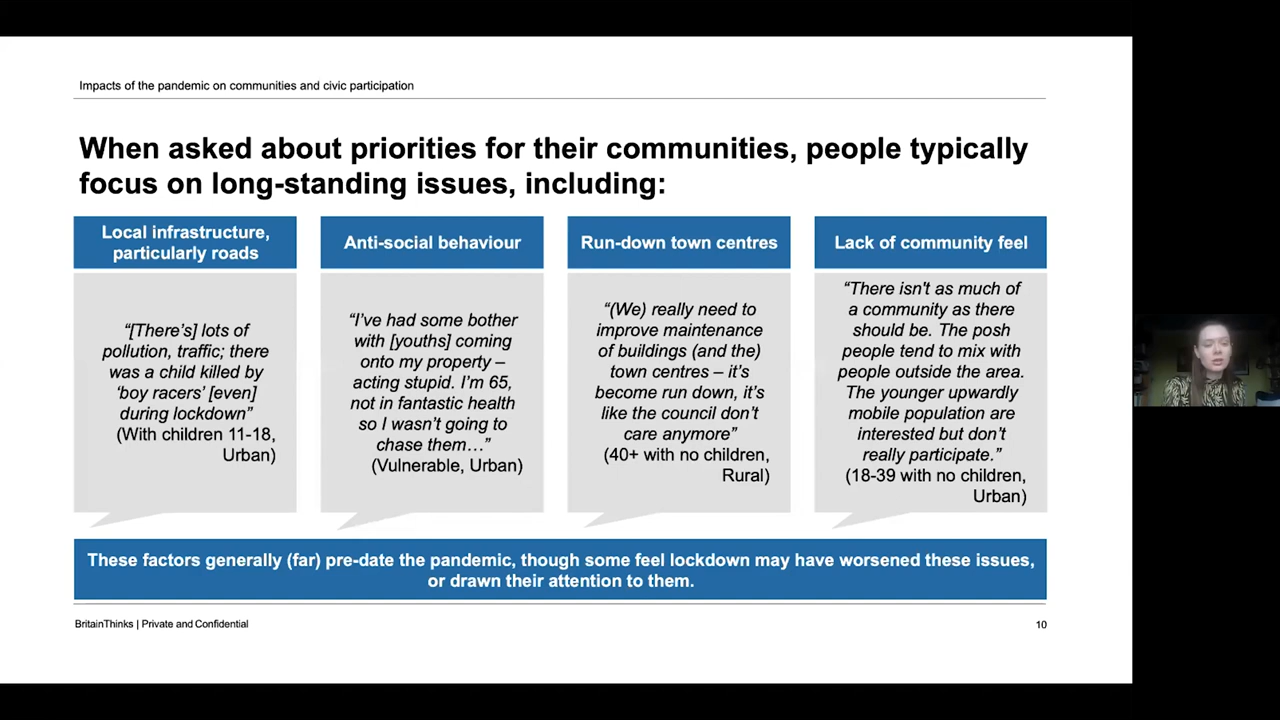 Impacts of the pandemic on communities and civic participation
When asked about priorities for their communities, people typically
focus on long-standing issues, including:
Local infrastructure,
particularly roads
“[There’s] lots of
pollution, traffic; there
was a child killed by
‘boy racers’ [even]
during lockdown”
(With children 11-18,
Urban)
Anti-social behaviour
“I’ve had some bother
with [youths] coming
onto my property –
acting stupid. I’m 65,
not in fantastic health
so I wasn’t going to
chase them…”
(Vulnerable, Urban)
Run-down town centres
“(We) really need to
improve maintenance
of buildings (and the)
town centres – it’s
become run down, it’s
like the council don’t
care anymore”
(40+ with no children,
Rural)
Lack of community feel
“There isn't as much of
a community as there
should be. The posh
people tend to mix with
people outside the area.
The younger upwardly
mobile population are
interested but don’t
really participate.”
(18-39 with no children,
Urban)
These factors generally (far) pre-date the pandemic, though some feel lockdown may have worsened these issues,
or drawn their attention to them.
BritainThinks | Private and Confidential
10